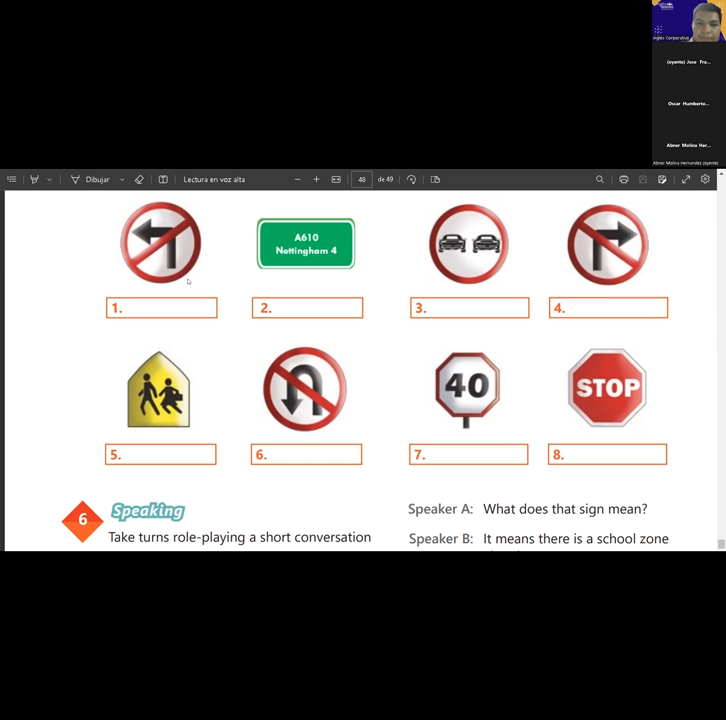 Ingles Corporativo
(oyente) Jose Fra...
Oscar Humberto...
Abner Molina Her...
Abner Molina Hernandez (oyente)
Dibujar
Lectura en voz alta
48
de 49
A610
Nottingham 4
1.
2.
3.
4.
40
STOP
5.
6.
7.
8.
6
Speaking
Take turns role-playing a short conversation
Speaker A: What does that sign mean?
Speaker B: It means there is a school zone